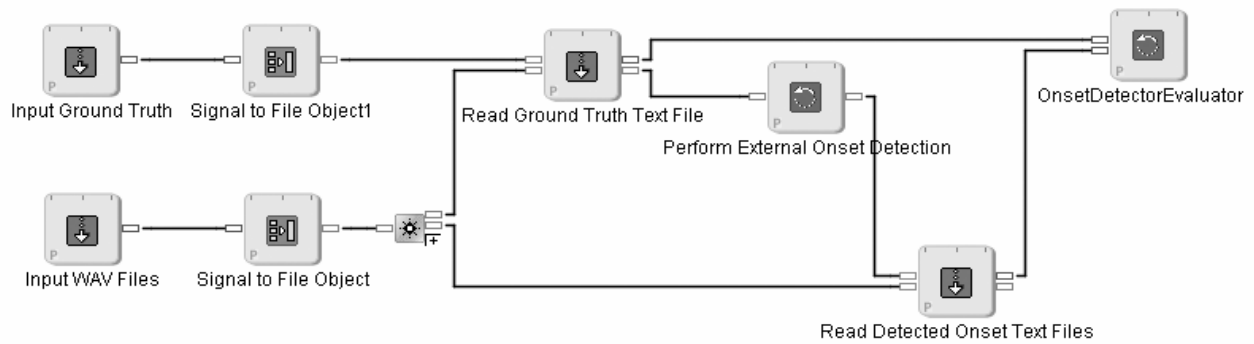 Input Ground Truth
Signal to File Object1
Read Ground Truth Text File
Perform External Onset Detection
OnsetDetectorEvaluator
Input WAV Files
Signal to File Object
Read Detected Onset Text Files
P
P
P
P
P
P
P
P